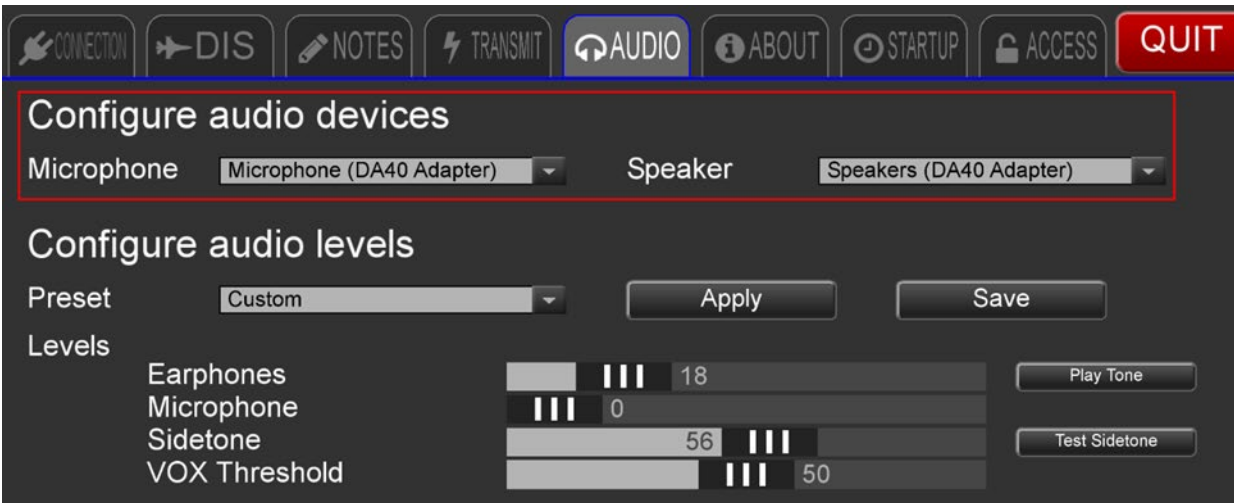 CONNECTION DIS NOTES TRANSMIT AUDIO ABOUT STARTUP ACCESS QUIT
Configure audio devices
Microphone Microphone (DA40 Adapter) Speaker Speakers (DA40 Adapter)
Configure audio levels
Preset Custom Apply Save
Levels
Earphones 18 Play Tone
Microphone 0
Sidetone 56 Test Sidetone
VOX Threshold 50